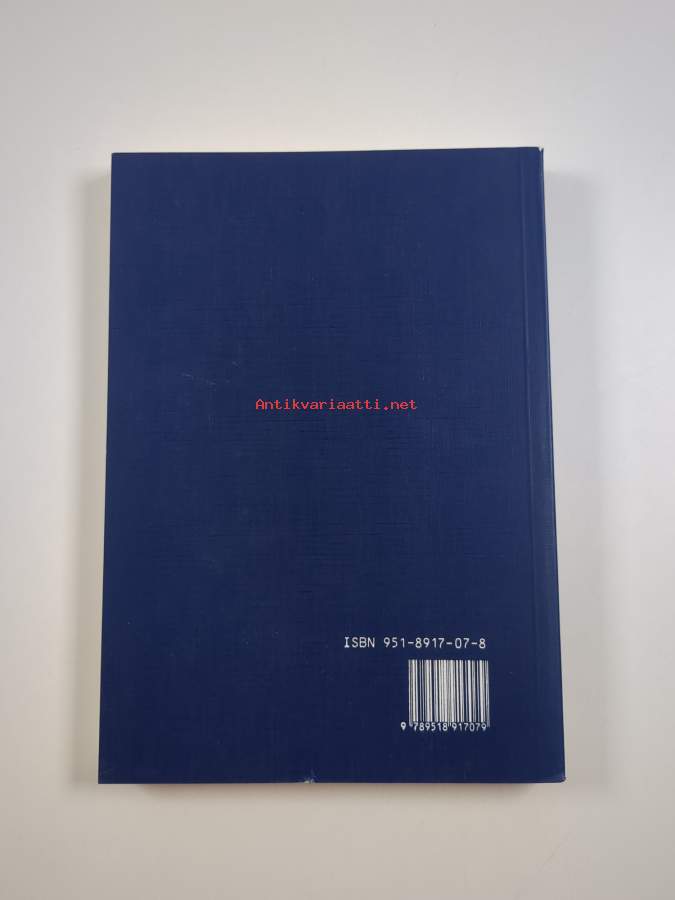 Antikvariaatti.net
ISBN 951-8917-07-8
9 789518 917079